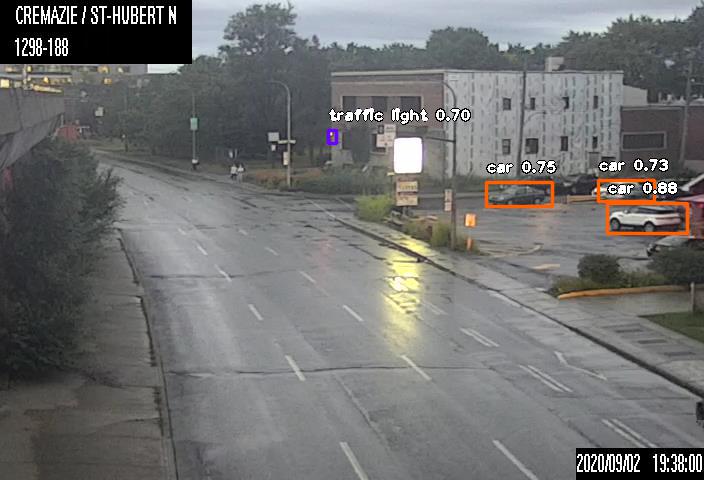 CREMAZIE / ST-HUBERT N
1298-188
traffic light 0.70
car 0.75
car 0.73
car 0.88
2020/09/02 19:38:00